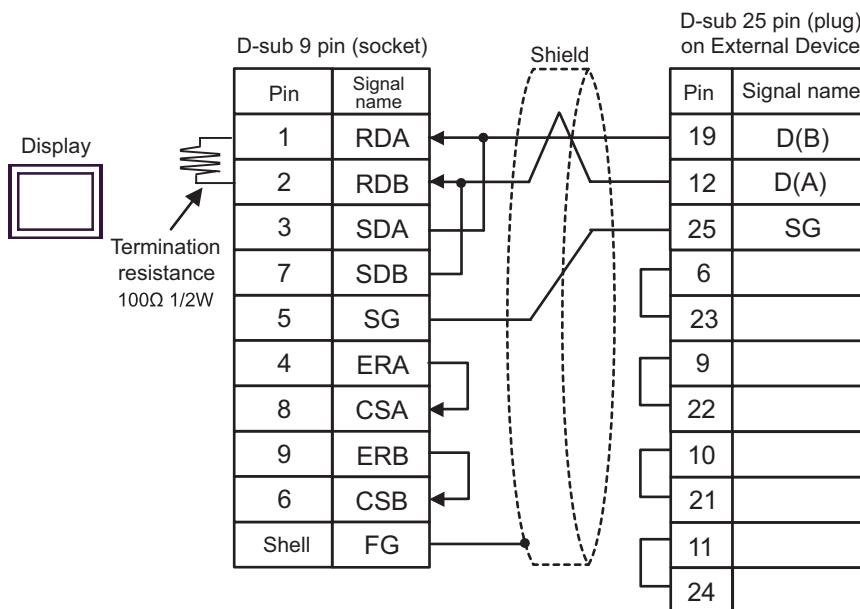 D-sub 9 pin (socket)
Shield
D-sub 25 pin (plug)
on External Device
Display
Termination
resistance
100Ω 1/2W
Pin Signal name
1 RDA
2 RDB
3 SDA
7 SDB
5 SG
4 ERA
8 CSA
9 ERB
6 CSB
Shell FG
Pin Signal name
19 D(B)
12 D(A)
25 SG
6
23
9
22
10
21
11
24